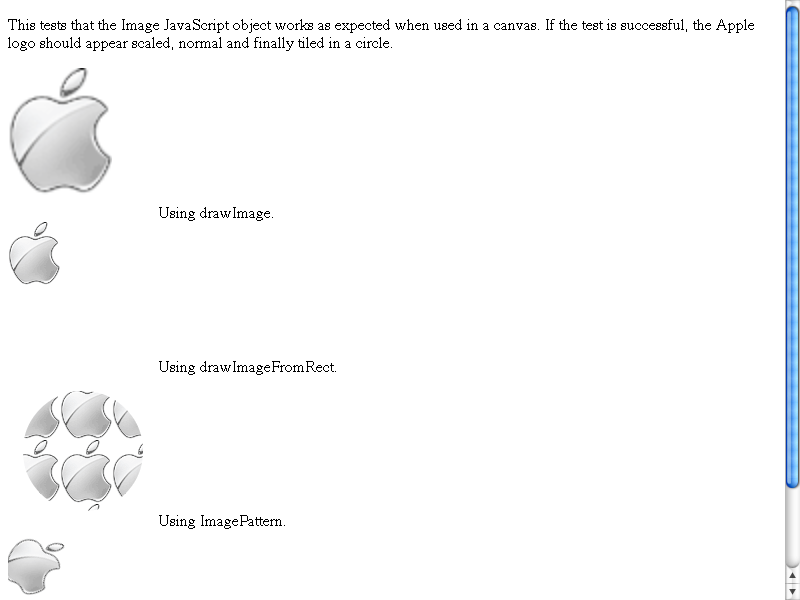 This tests that the Image JavaScript object works as expected when used in a canvas. If the test is successful, the Apple
logo should appear scaled, normal and finally tiled in a circle.
Using drawImage.
Using drawImageFromRect.
Using ImagePattern.